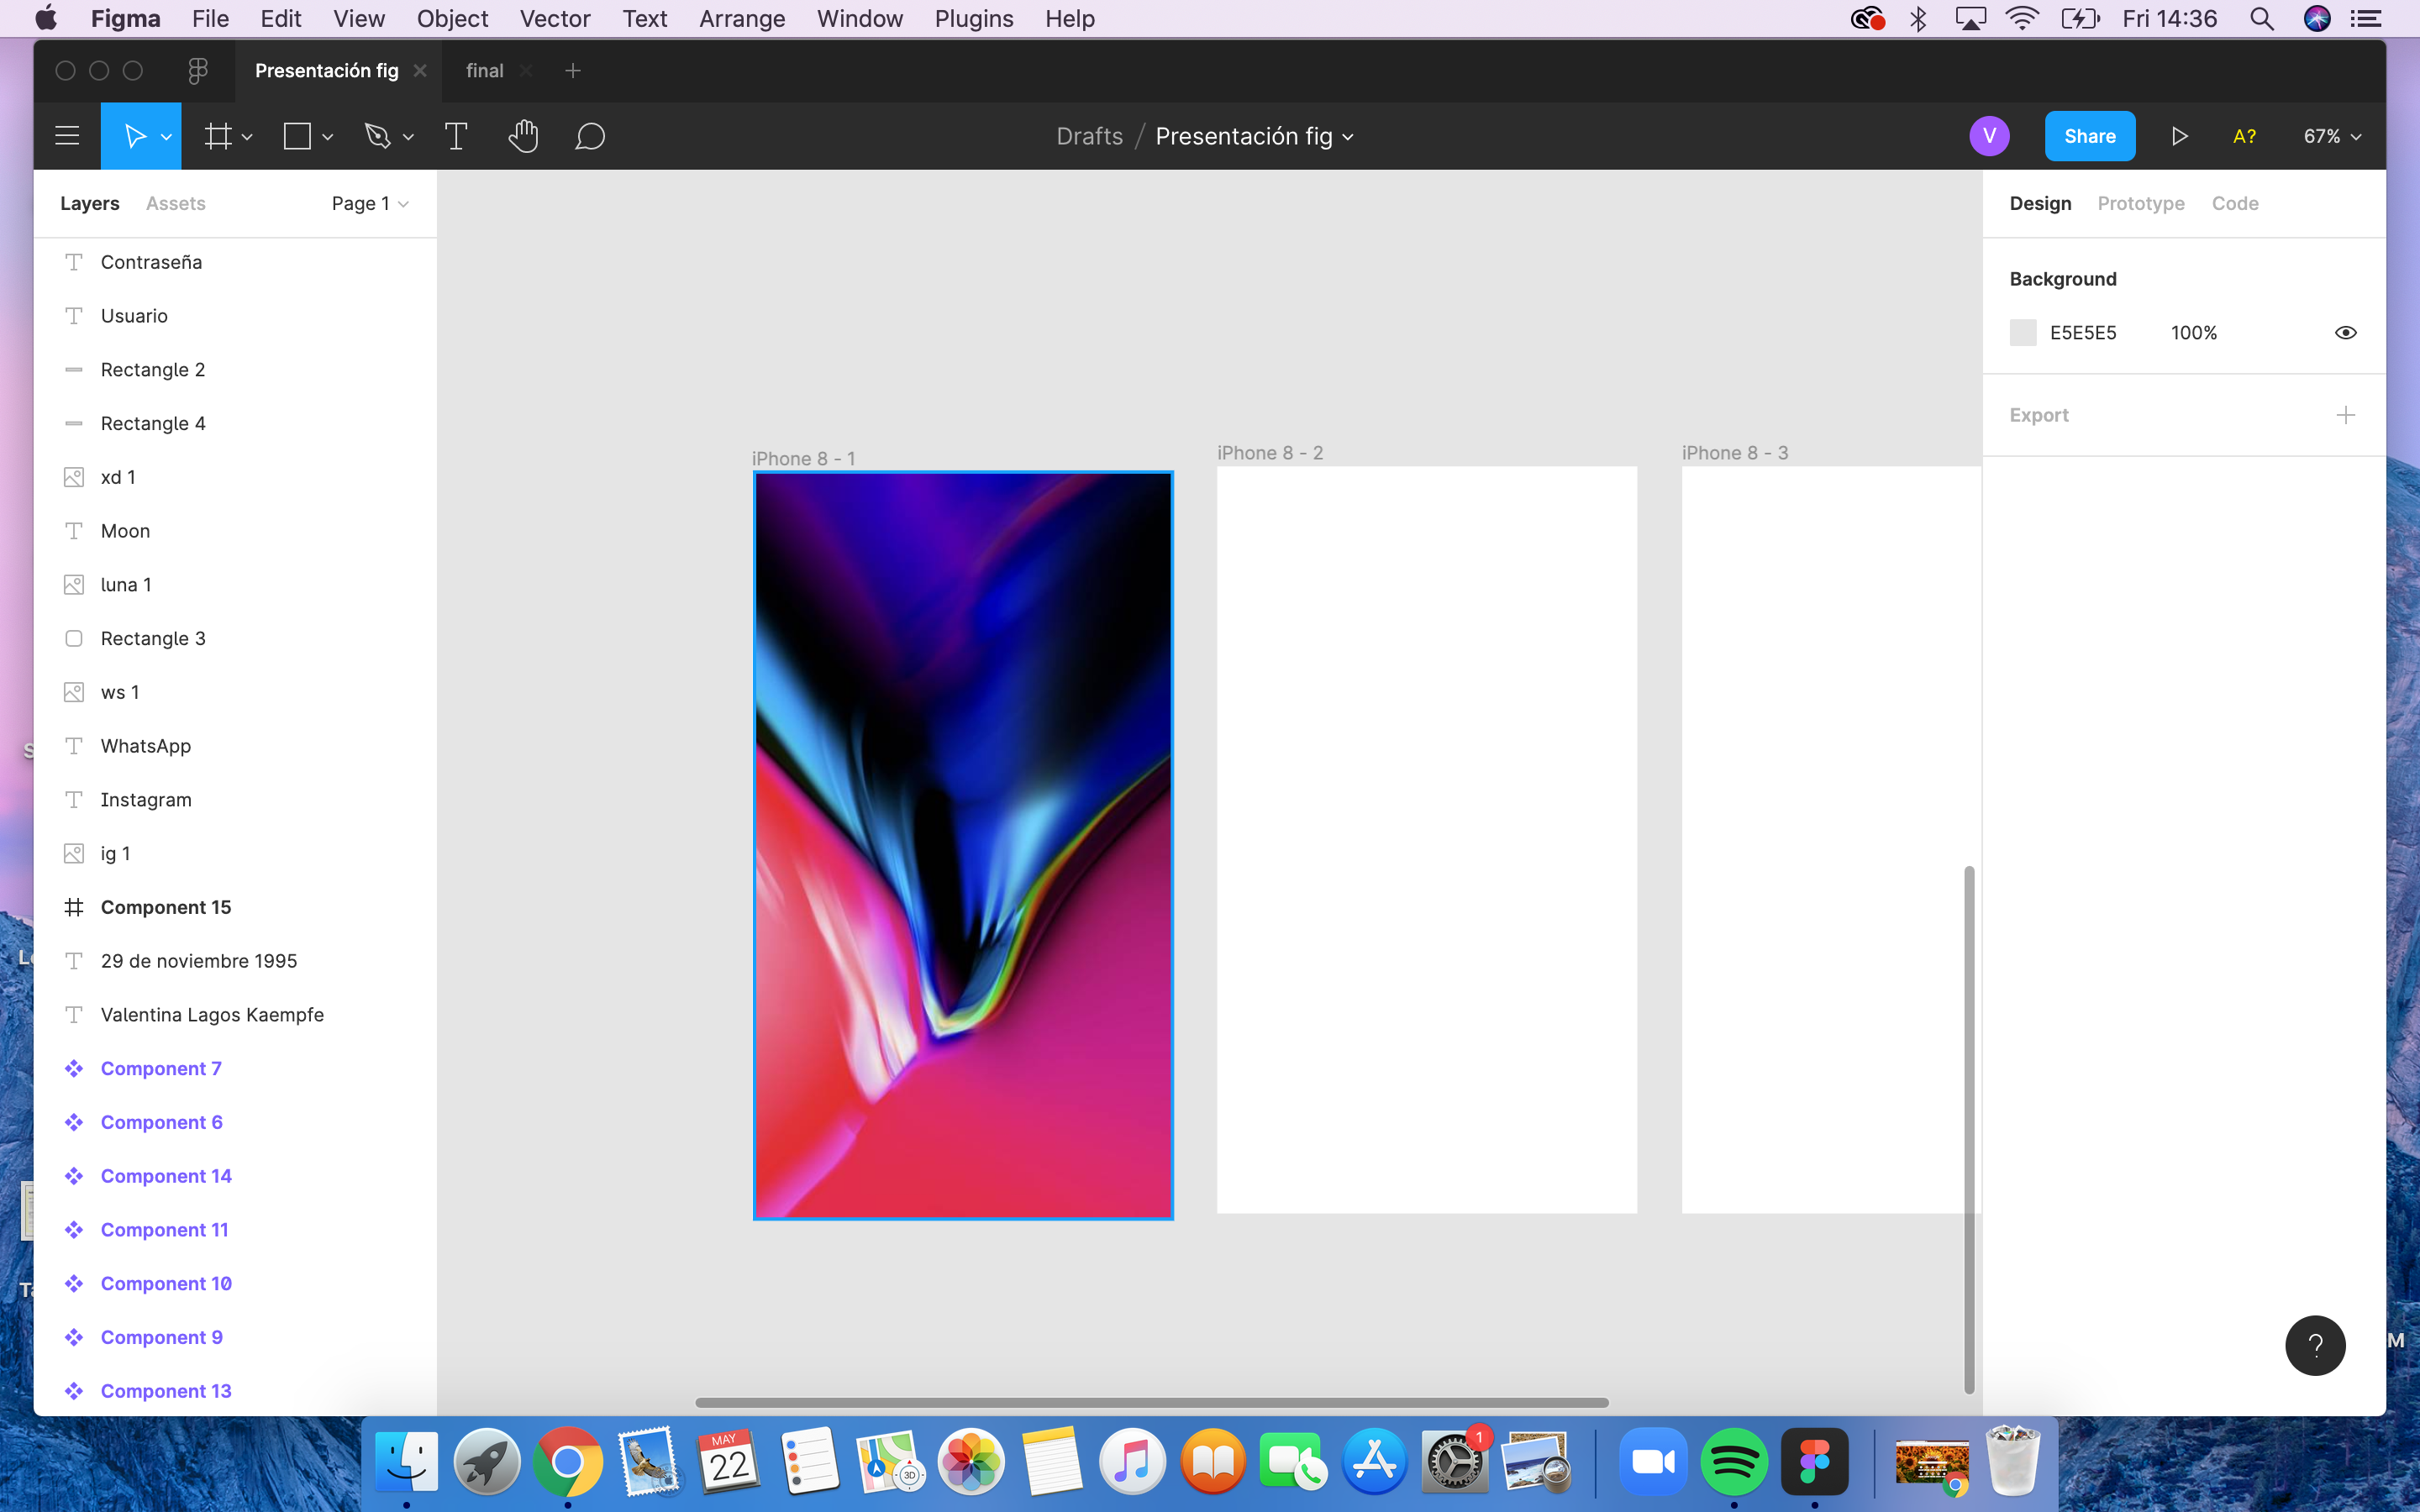 Figma File Edit View Object Vector Text Arrange Window Plugins Help Fri 14:36
Presentación fig final
Drafts / Presentación fig V Share A? 67%
Layers Assets Page 1
Design Prototype Code
Contraseña
Background
Usuario
E5E5E5 100%
Rectangle 2
Rectangle 4
Export
iPhone 8 - 1
iPhone 8 - 2
iPhone 8 - 3
xd 1
Moon
luna 1
Rectangle 3
ws 1
WhatsApp
Instagram
ig 1
Component 15
29 de noviembre 1995
Valentina Lagos Kaempfe
Component 7
Component 6
Component 14
Component 11
Component 10
Component 9
Component 13
?
M
MAY
22
3D
1